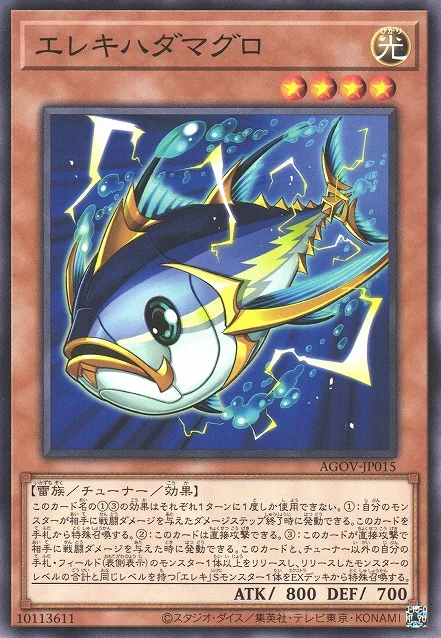 エレキハダマグロ
光
AGOV-JP015
【雷族/チューナー/効果】
このカード名の①③の効果はそれぞれ1ターンに1度しか使用できない。①:自分のモ
ンスターが相手に戦闘ダメージを与えたダメージステップ終了時に発動できる。このカードを
手札から特殊召喚する。②:このカードは直接攻撃できる。③:このカードが直接攻撃で
相手に戦闘ダメージを与えた時に発動できる。このカードと、チューナー以外の自分の
手札・フィールド(表側表示)のモンスター1体以上をリリースし、リリースしたモンスターの
レベルの合計と同じレベルを持つ「エレキ」Sモンスター1体をEXデッキから特殊召喚する。
ATK/ 800 DEF/ 700
10113611
©スタジオ・ダイス/集英社・テレビ東京・KONAMI